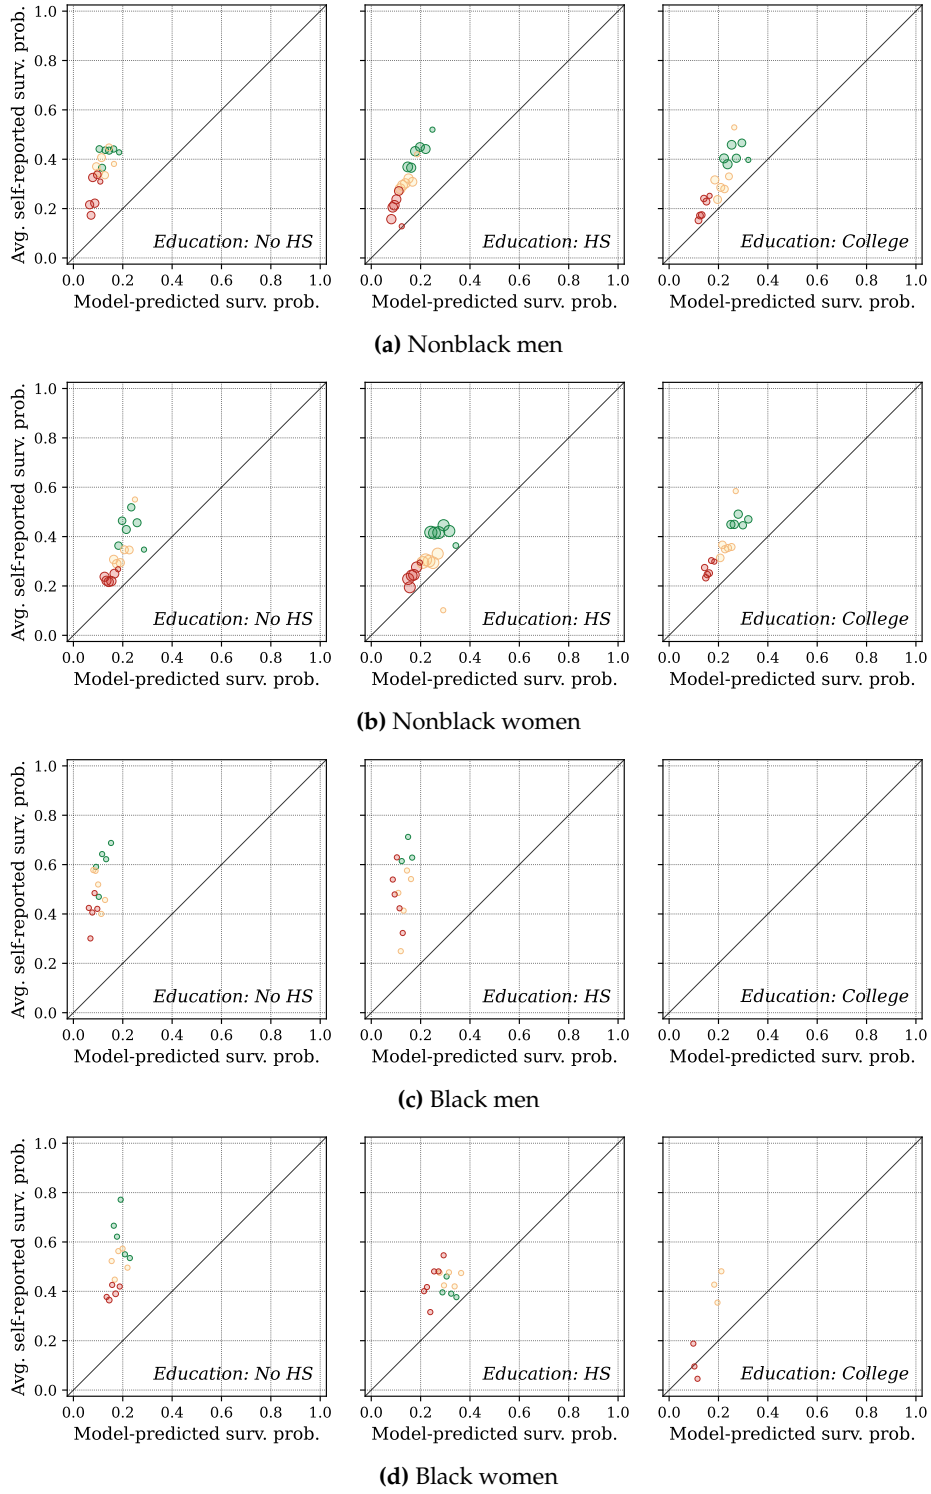 Avg. self-reported surv. prob.
1.0
0.8
0.6
0.4
0.2
0.0
Education: No HS
Education: HS
Education: College
0.0 0.2 0.4 0.6 0.8 1.0
0.0 0.2 0.4 0.6 0.8 1.0
0.0 0.2 0.4 0.6 0.8 1.0
Model-predicted surv. prob.
Model-predicted surv. prob.
Model-predicted surv. prob.
(a) Nonblack men
Avg. self-reported surv. prob.
1.0
0.8
0.6
0.4
0.2
0.0
Education: No HS
Education: HS
Education: College
0.0 0.2 0.4 0.6 0.8 1.0
0.0 0.2 0.4 0.6 0.8 1.0
0.0 0.2 0.4 0.6 0.8 1.0
Model-predicted surv. prob.
Model-predicted surv. prob.
Model-predicted surv. prob.
(b) Nonblack women
Avg. self-reported surv. prob.
1.0
0.8
0.6
0.4
0.2
0.0
Education: No HS
Education: HS
Education: College
0.0 0.2 0.4 0.6 0.8 1.0
0.0 0.2 0.4 0.6 0.8 1.0
0.0 0.2 0.4 0.6 0.8 1.0
Model-predicted surv. prob.
Model-predicted surv. prob.
Model-predicted surv. prob.
(c) Black men
Avg. self-reported surv. prob.
1.0
0.8
0.6
0.4
0.2
0.0
Education: No HS
Education: HS
Education: College
0.0 0.2 0.4 0.6 0.8 1.0
0.0 0.2 0.4 0.6 0.8 1.0
0.0 0.2 0.4 0.6 0.8 1.0
Model-predicted surv. prob.
Model-predicted surv. prob.
Model-predicted surv. prob.
(d) Black women